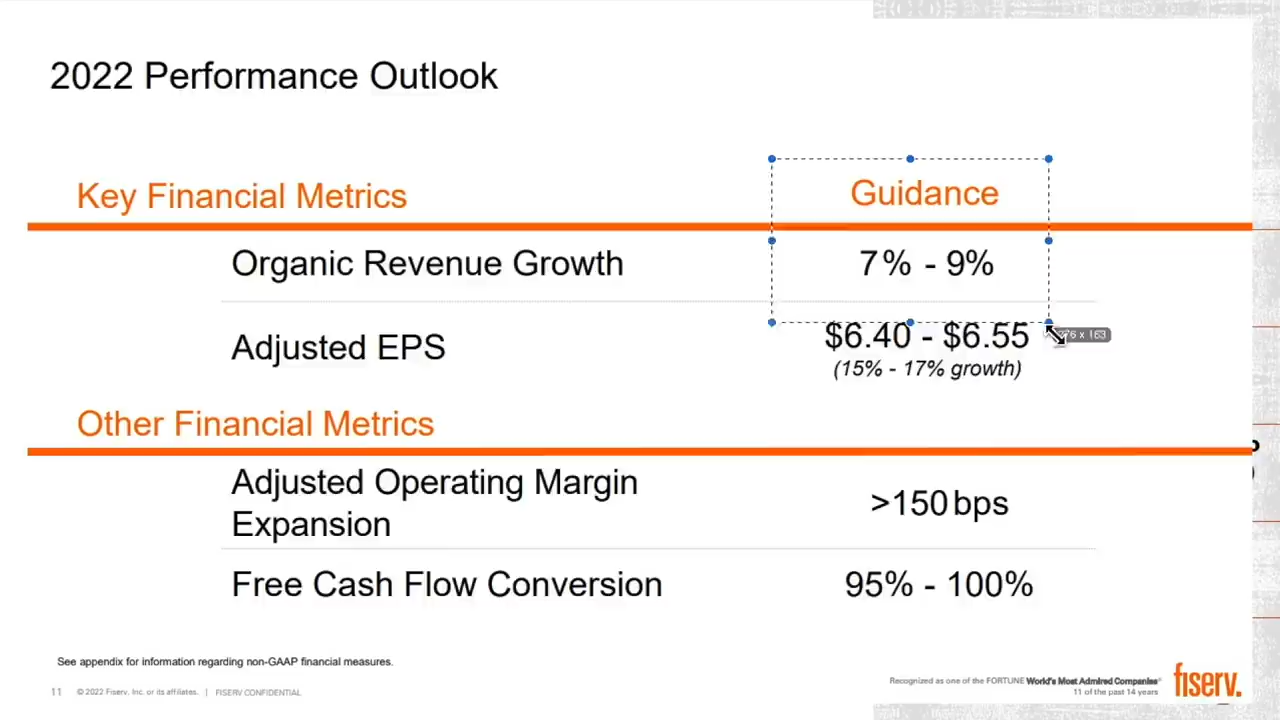 2022 Performance Outlook
Key Financial Metrics Guidance
Organic Revenue Growth 7% - 9%
Adjusted EPS $6.40 - $6.55
(15% - 17% growth)
Other Financial Metrics
Adjusted Operating Margin
Expansion >150 bps
Free Cash Flow Conversion 95% - 100%
See appendix for information regarding non-GAAP financial measures.
11 © 2022 Fiserv, Inc. or its affiliates. | FISERV CONFIDENTIAL
Recognized as one of the FORTUNE World's Most Admired Companies®
11 of the past 14 years
fiserv.